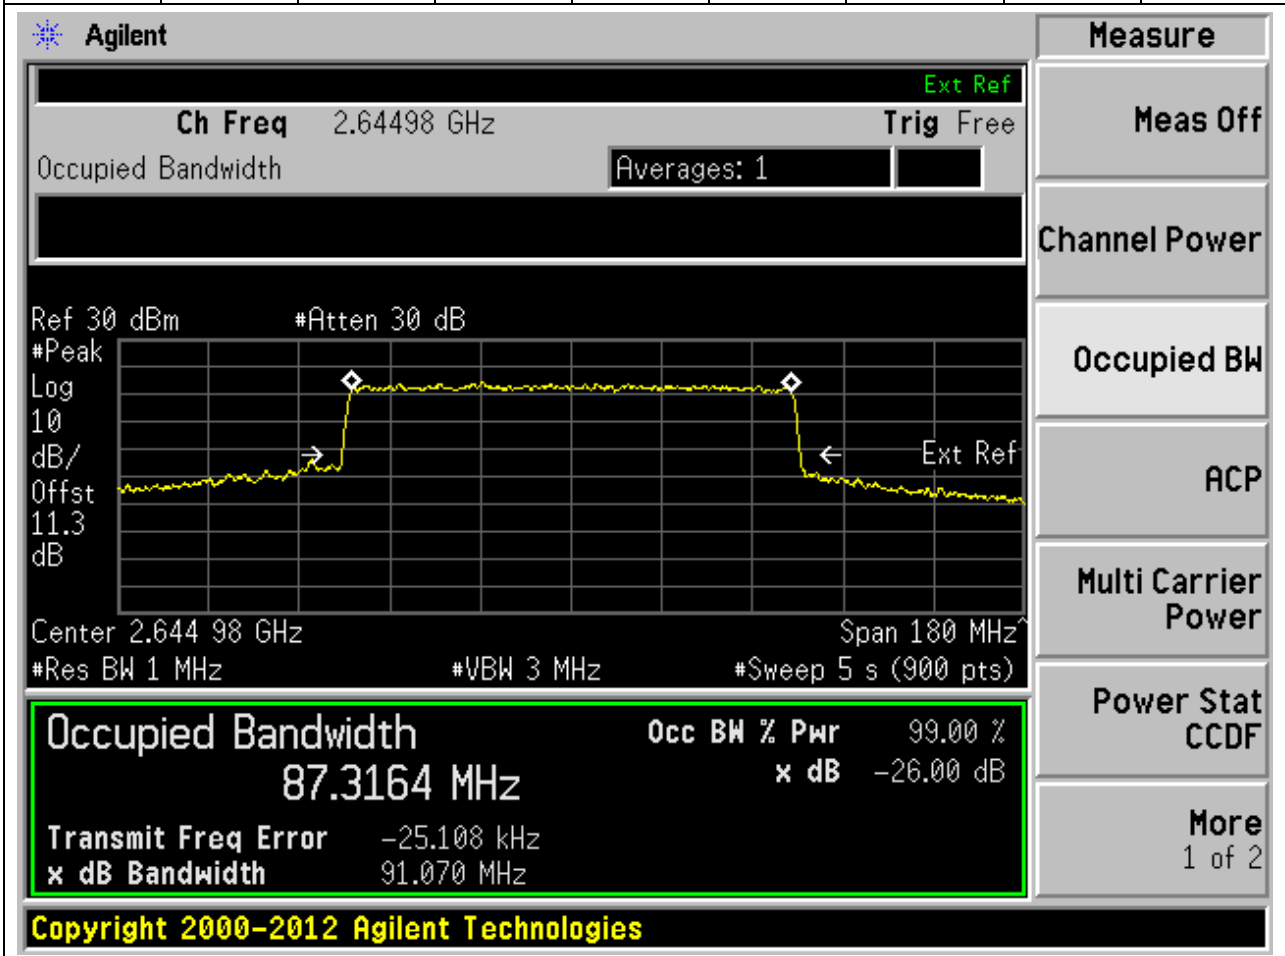 Agilent
Measure
Ext Ref
Ch Freq 2.64498 GHz Trig Free
Occupied Bandwidth Averages: 1
Ref 30 dBm #Atten 30 dB
#Peak
Log
10
dB/
Offst
11.3
dB
Ext Ref
Center 2.644 98 GHz Span 180 MHz^
#Res BW 1 MHz #VBW 3 MHz #Sweep 5 s (900 pts)
Occupied Bandwidth Occ BW % Pwr 99.00 %
87.3164 MHz x dB -26.00 dB
Transmit Freq Error -25.108 kHz
x dB Bandwidth 91.070 MHz
Copyright 2000-2012 Agilent Technologies
Meas Off
Channel Power
Occupied BW
ACP
Multi Carrier
Power
Power Stat
CCDF
More
1 of 2